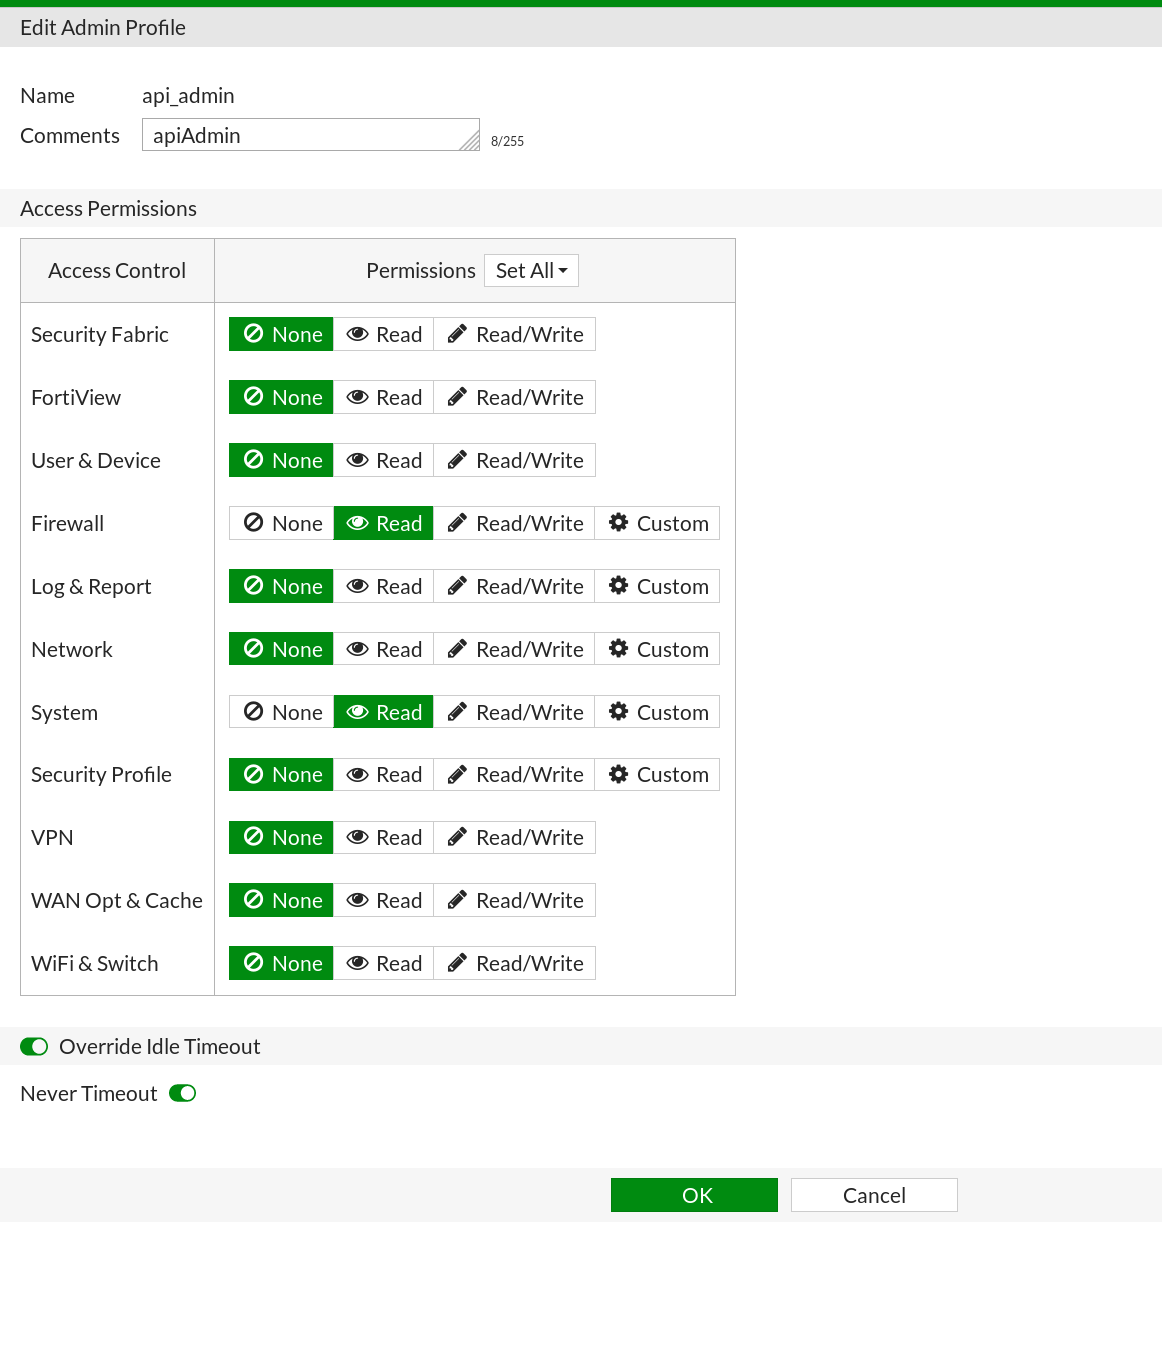 Edit Admin Profile
Name api_admin
Comments apiAdmin 8/255
Access Permissions
Access Control Permissions Set All
Security Fabric None Read Read/Write
FortiView None Read Read/Write
User & Device None Read Read/Write
Firewall None Read Read/Write Custom
Log & Report None Read Read/Write Custom
Network None Read Read/Write Custom
System None Read Read/Write Custom
Security Profile None Read Read/Write Custom
VPN None Read Read/Write
WAN Opt & Cache None Read Read/Write
WiFi & Switch None Read Read/Write
Override Idle Timeout
Never Timeout
OK Cancel